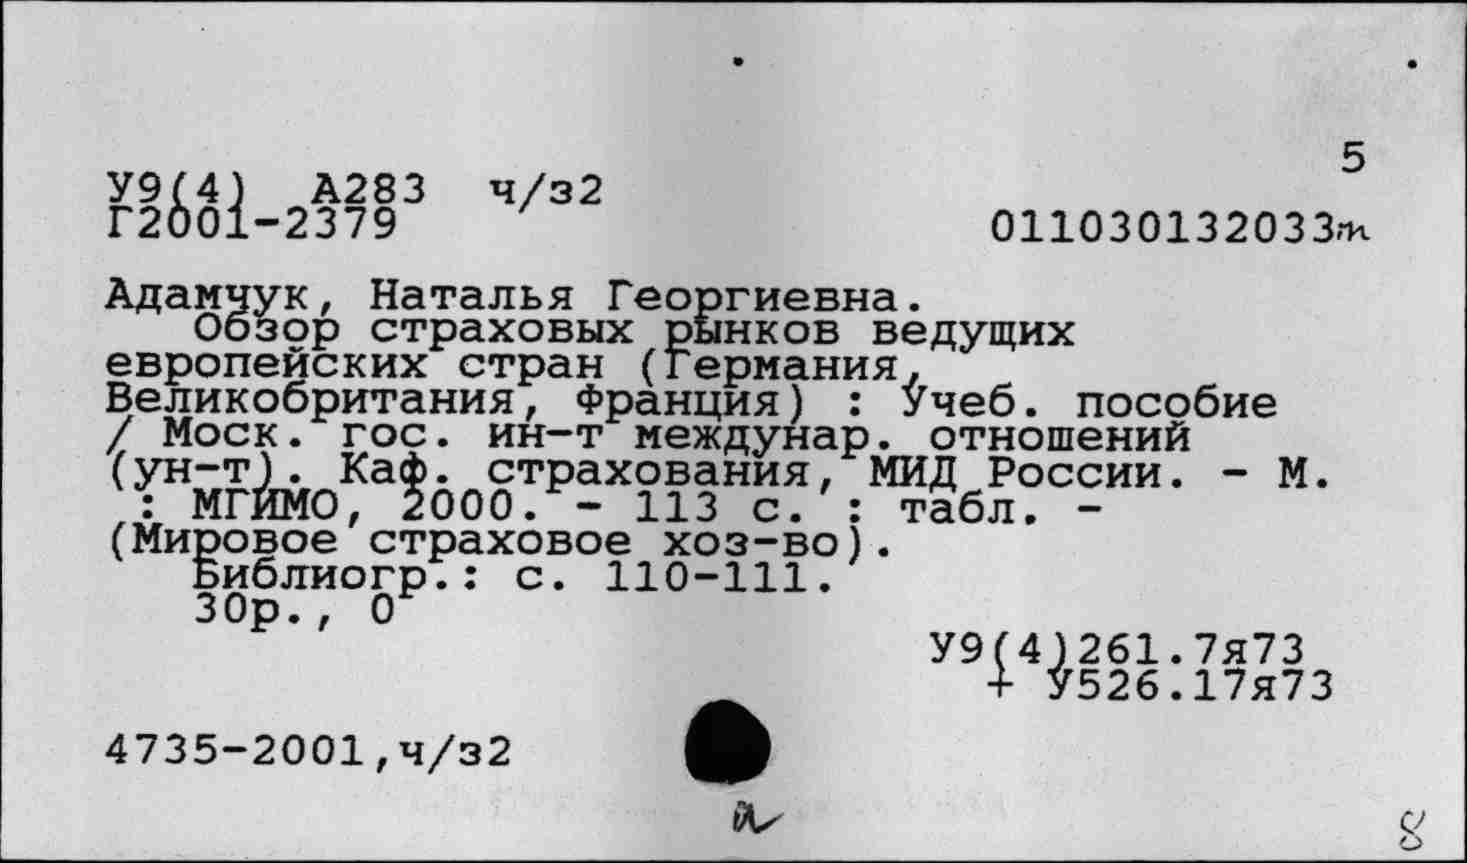 5
У9(4) А283 ч/з2
Г2001-2379
011030132033
Адамчук, Наталья Георгиевна.
Обзор страховых рынков ведущих
европейских стран (Германия,
Великобритания, Франция) : Учеб. пособие
/ Моск. гос. ин-т междунар. отношений
(ун-т). Каф. страхования, МИД России. - М.
: МГИМО, 2000. - 113 с. : табл. -
(Мировое страховое хоз-во).
Библиогр.: с. 110-111.
30р., 0
У9(4)261.7я73
+ У526.17я73
4735-2001,ч/з2
8